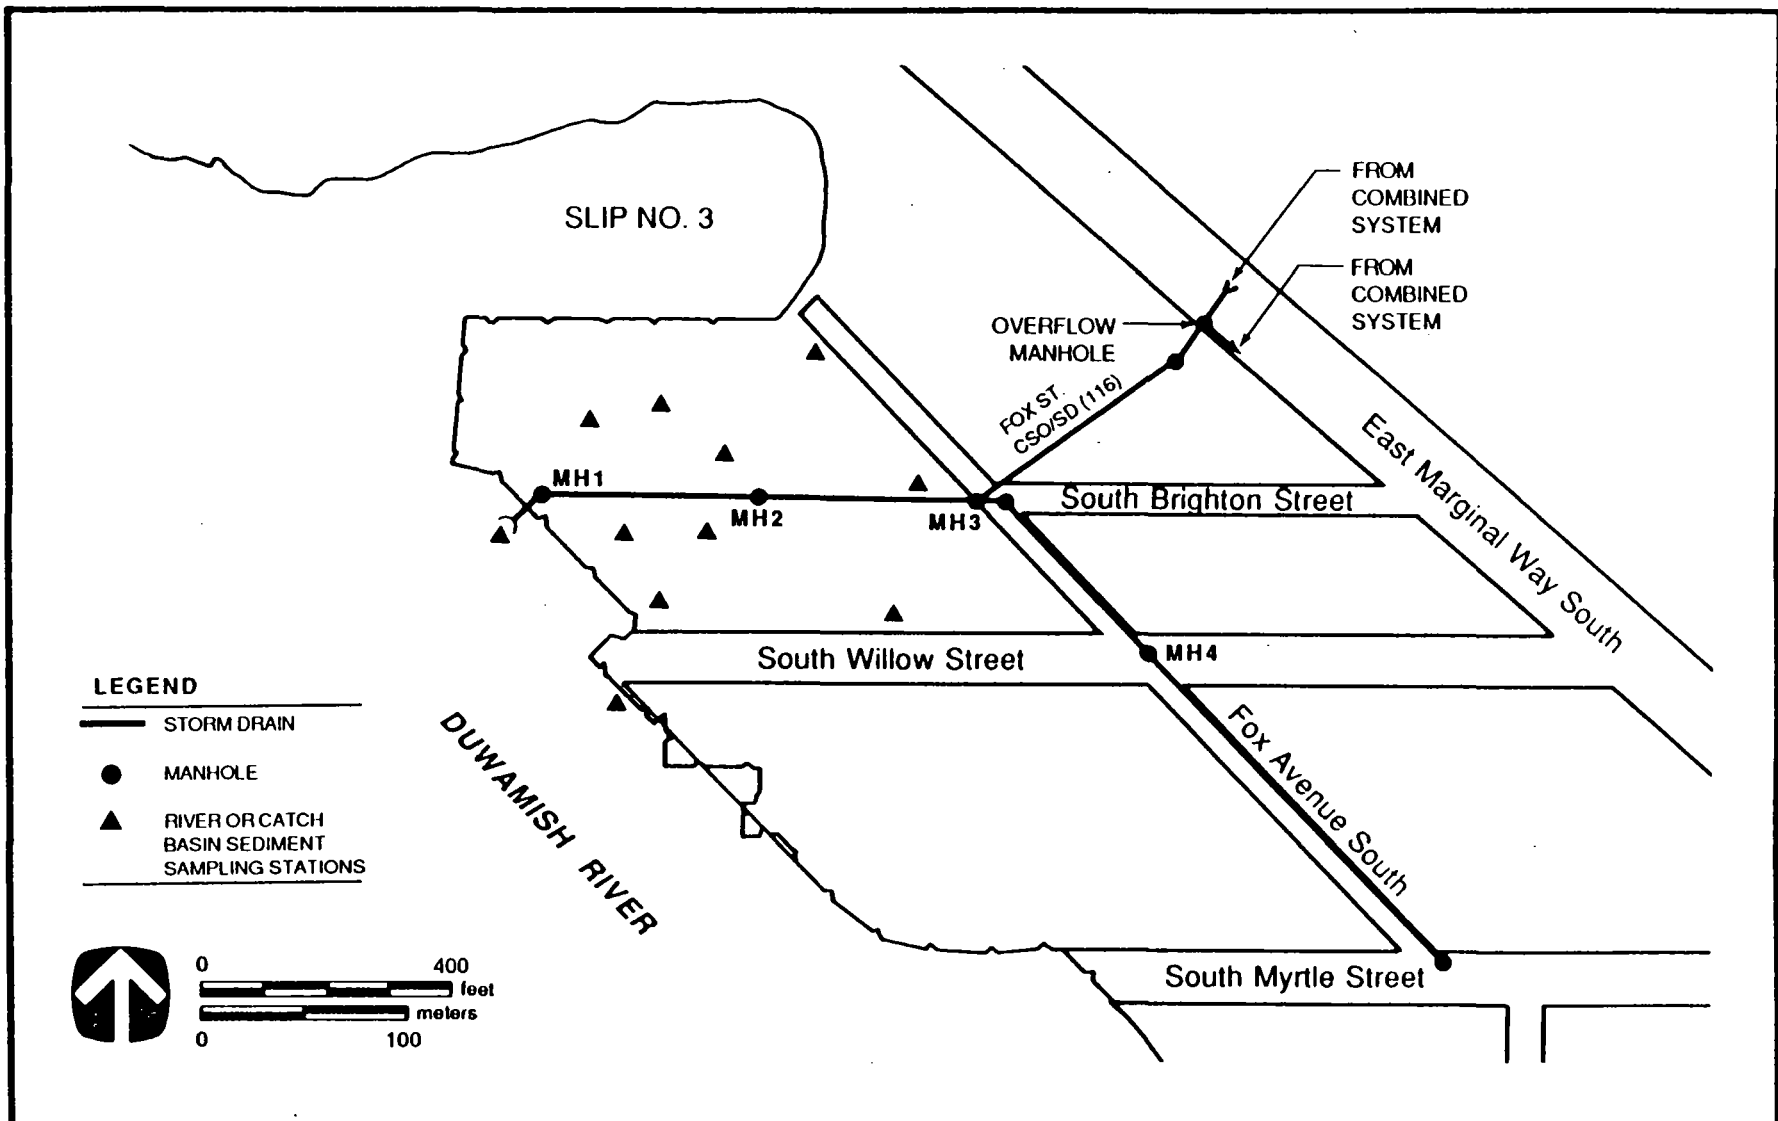 SLIP NO. 3
FROM
COMBINED
SYSTEM
FROM
COMBINED
SYSTEM
OVERFLOW
MANHOLE
FOX ST.
CSO/SD (116)
East Marginal Way South
MH1
MH2
MH3
South Brighton Street
South Willow Street
MH4
Fox Avenue South
DUWAMISH RIVER
South Myrtle Street
LEGEND
STORM DRAIN
MANHOLE
RIVER OR CATCH
BASIN SEDIMENT
SAMPLING STATIONS
0 400
feet
meters
0 100